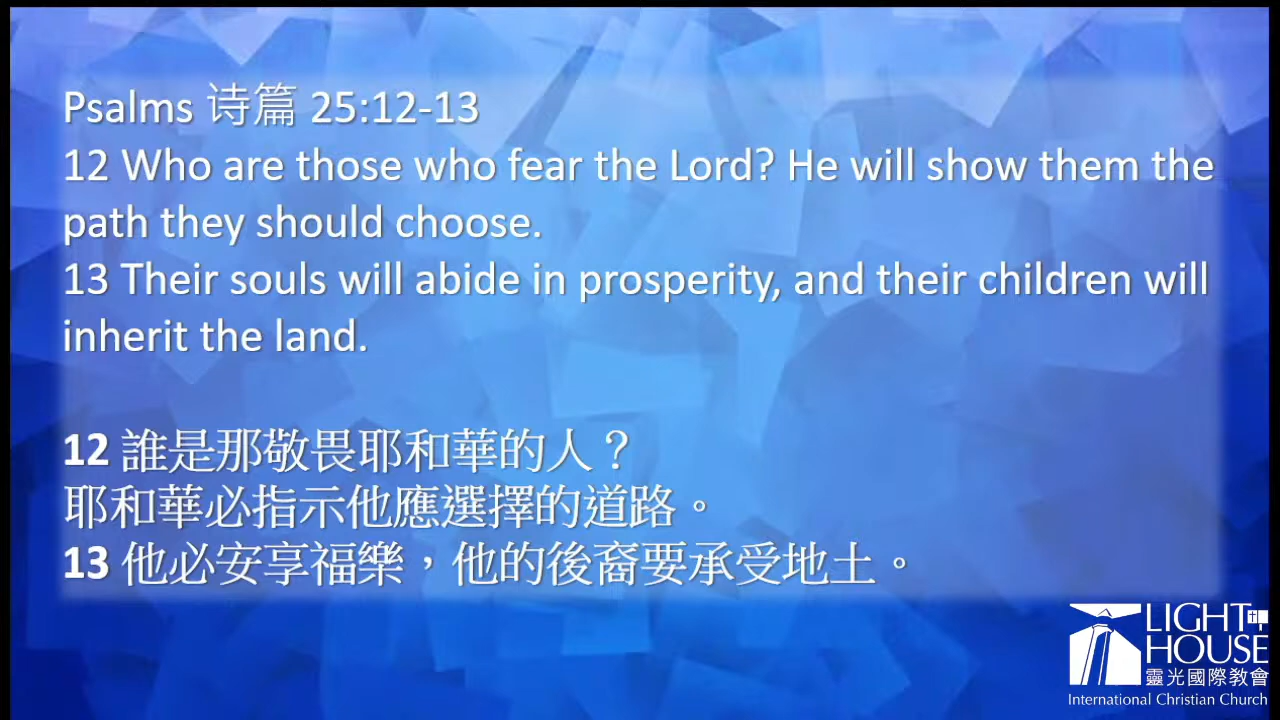 Psalms 诗篇 25:12-13
12 Who are those who fear the Lord? He will show them the
path they should choose.
13 Their souls will abide in prosperity, and their children will
inherit the land.
12 誰是那敬畏耶和華的人？
耶和華必指示他應選擇的道路。
13 他必安享福樂，他的後裔要承受地土。
LIGHT
HOUSE
靈光國際教會
International Christian Church